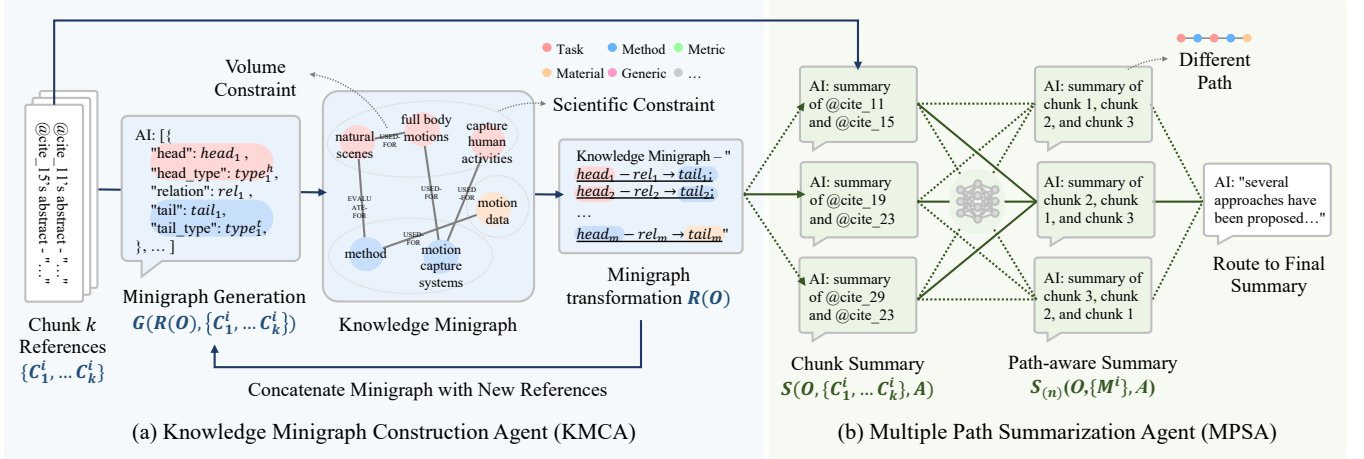 @cite_11's abstract - "…"
@cite_15's abstract - "…"
Chunk k
References
{C₁ⁱ, … Cₖⁱ}
AI: [{
"head": head₁ ,
"head_type": type₁ʰ,
"relation": rel₁ ,
"tail": tail₁,
"tail_type": type₁ᵗ,
}, … ]
Minigraph Generation
G(R(O), {C₁ⁱ, … Cₖⁱ})
Volume
Constraint
Task
Method
Metric
Material
Generic
…
Scientific Constraint
natural
scenes
USED-
FOR
full body
motions
capture
human
activities
EVALU
ATE-
FOR
USED-
FOR
USED
-FOR
motion
data
method
USED-
FOR
motion
capture
systems
Knowledge Minigraph
Knowledge Minigraph – "
head₁ – rel₁ → tail₁;
head₂ – rel₂ → tail₂;
…
headₘ – relₘ → tailₘ"
Minigraph
transformation R(O)
Concatenate Minigraph with New References
(a) Knowledge Minigraph Construction Agent (KMCA)
AI: summary
of @cite_11
and @cite_15
AI: summary
of @cite_19
and @cite_23
AI: summary
of @cite_29
and @cite_23
Chunk Summary
S(O, {C₁ⁱ, … Cₖⁱ}, A)
Different
Path
AI: summary of
chunk 1, chunk
2, and chunk 3
AI: summary of
chunk 2, chunk
1, and chunk 3
AI: summary of
chunk 3, chunk
2, and chunk 1
Path-aware Summary
S₍ₙ₎(O, {Mⁱ}, A)
AI: "several
approaches have
been proposed…"
Route to Final
Summary
(b) Multiple Path Summarization Agent (MPSA)